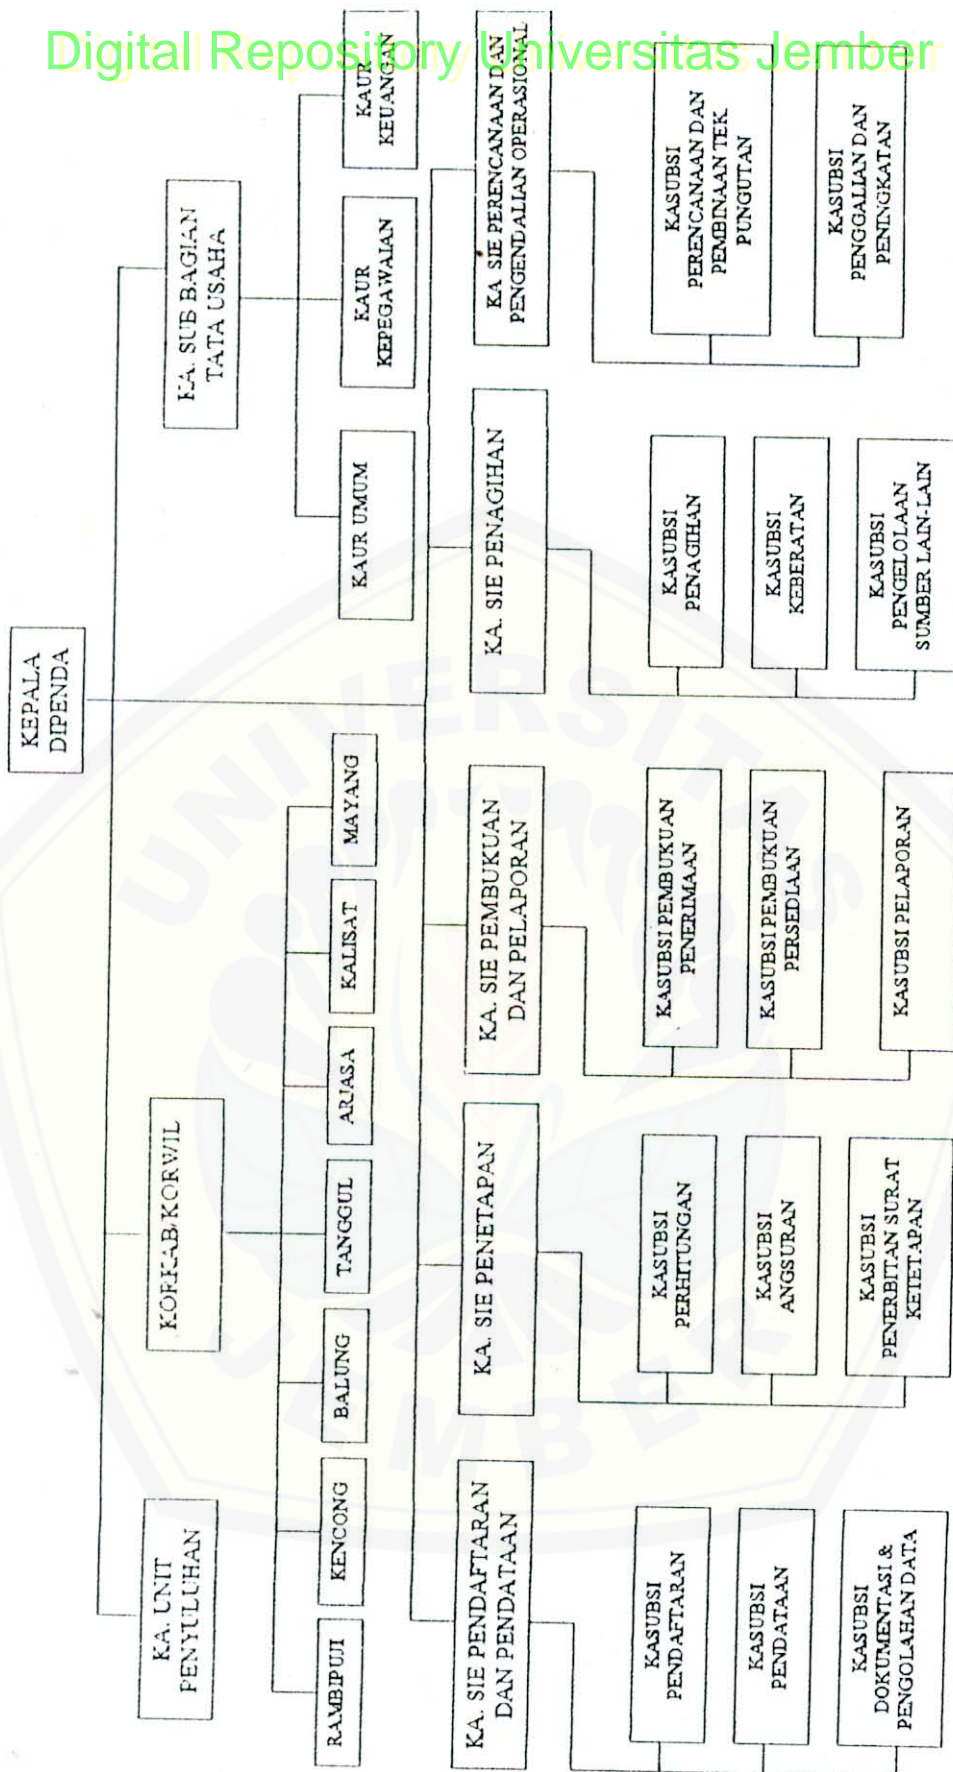 Digital Repository Universitas Jember
KEPALA
DIPENDA
KA. UNIT
PENYULUHAN
KORKAB/KORWIL
KA. SUB BAGIAN
TATA USAHA
RAMBIPUJI
KENCONG
BALUNG
TANGGUL
ARJASA
KALISAT
MAYANG
KAUR UMUM
KAUR
KEPEGAWAIAN
KAUR
KEUANGAN
KA. SIE PENDAFTARAN
DAN PENDATAAN
KA. SIE PENETAPAN
KA. SIE PEMBUKUAN
DAN PELAPORAN
KA. SIE PENAGIHAN
KA SIE PERENCANAAN DAN
PENGENDALIAN OPERASIONAL
KASUBSI
PENDAFTARAN
KASUBSI
PENDATAAN
KASUBSI
DOKUMENTASI &
PENGOLAHAN DATA
KASUBSI
PERHITUNGAN
KASUBSI
ANGSURAN
KASUBSI
PENERBITAN SURAT
KETETAPAN
KASUBSI PEMBUKUAN
PENERIMAAN
KASUBSI PEMBUKUAN
PERSEDIAAN
KASUBSI PELAPORAN
KASUBSI
PENAGIHAN
KASUBSI
KEBERATAN
KASUBSI
PENGELOLAAN
SUMBER LAIN-LAIN
KASUBSI
PERENCANAAN DAN
PEMBINAAN TEK.
PUNGUTAN
KASUBSI
PENGGALIAN DAN
PENINGKATAN
UNIVERSITAS
JEMBER